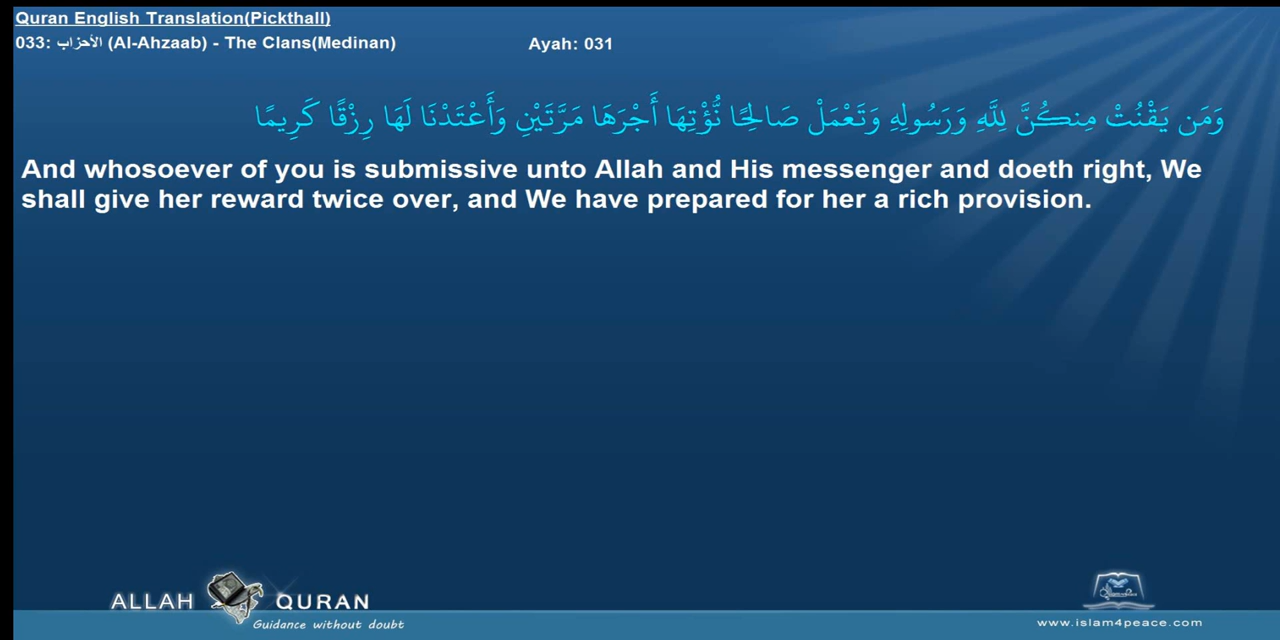 Quran English Translation(Pickthall)
033: الأحزاب (Al-Ahzaab) - The Clans(Medinan) Ayah: 031
وَمَن يَقْنُتْ مِنكُنَّ لِلَّهِ وَرَسُولِهِ وَتَعْمَلْ صَالِحًا نُّؤْتِهَا أَجْرَهَا مَرَّتَيْنِ وَأَعْتَدْنَا لَهَا رِزْقًا كَرِيمًا
And whosoever of you is submissive unto Allah and His messenger and doeth right, We
shall give her reward twice over, and We have prepared for her a rich provision.
ALLAH QURAN
Guidance without doubt
www.islam4peace.com